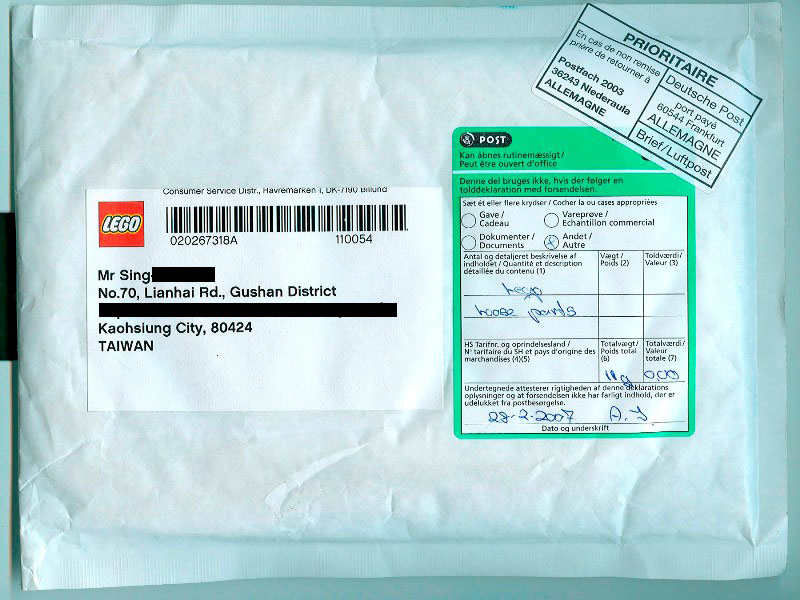 PRIORITAIRE
En cas de non remise
prière de retourner à
Postfach 2003
36243 Niederaula
ALLEMAGNE
Deutsche Post
port payé
60544 Frankfurt
ALLEMAGNE
Brief/Luftpost
POST
Kan åbnes rutinemæssigt/
Peut être ouvert d'office
Denne del bruges ikke, hvis der følger en
tolddeklaration med forsendelsen.
Sæt ét eller flere krydser / Cocher la ou cases appropriées
Gave /
Cadeau
Vareprøve /
Echantillon commercial
Dokumenter /
Documents
Andet /
Autre
Antal og detaljeret beskrivelse af
indholdet / Quantité et description
détaillée du contenu (1)
Vægt /
Poids (2)
Toldværdi/
Valeur (3)
Lego
Loose parts
HS Tarifnr. og oprindelsesland /
N° tarifaire du SH et pays d'origine des
marchandises (4)(5)
Totalvægt/
Poids total
(6)
Totalværdi/
Valeur
totale (7)
11g
000
Undertegnede attesterer rigtigheden af denne deklarations
oplysninger og at forsendelsen ikke har farligt indhold, der er
udelukket fra postbesørgelse.
28-2-2007
Dato og underskrift
Consumer Service Distr., Havremarken 1, DK-7190 Billund
LEGO
020267318A 110054
Mr Sing
No.70, Lianhai Rd., Gushan District
Kaohsiung City, 80424
TAIWAN